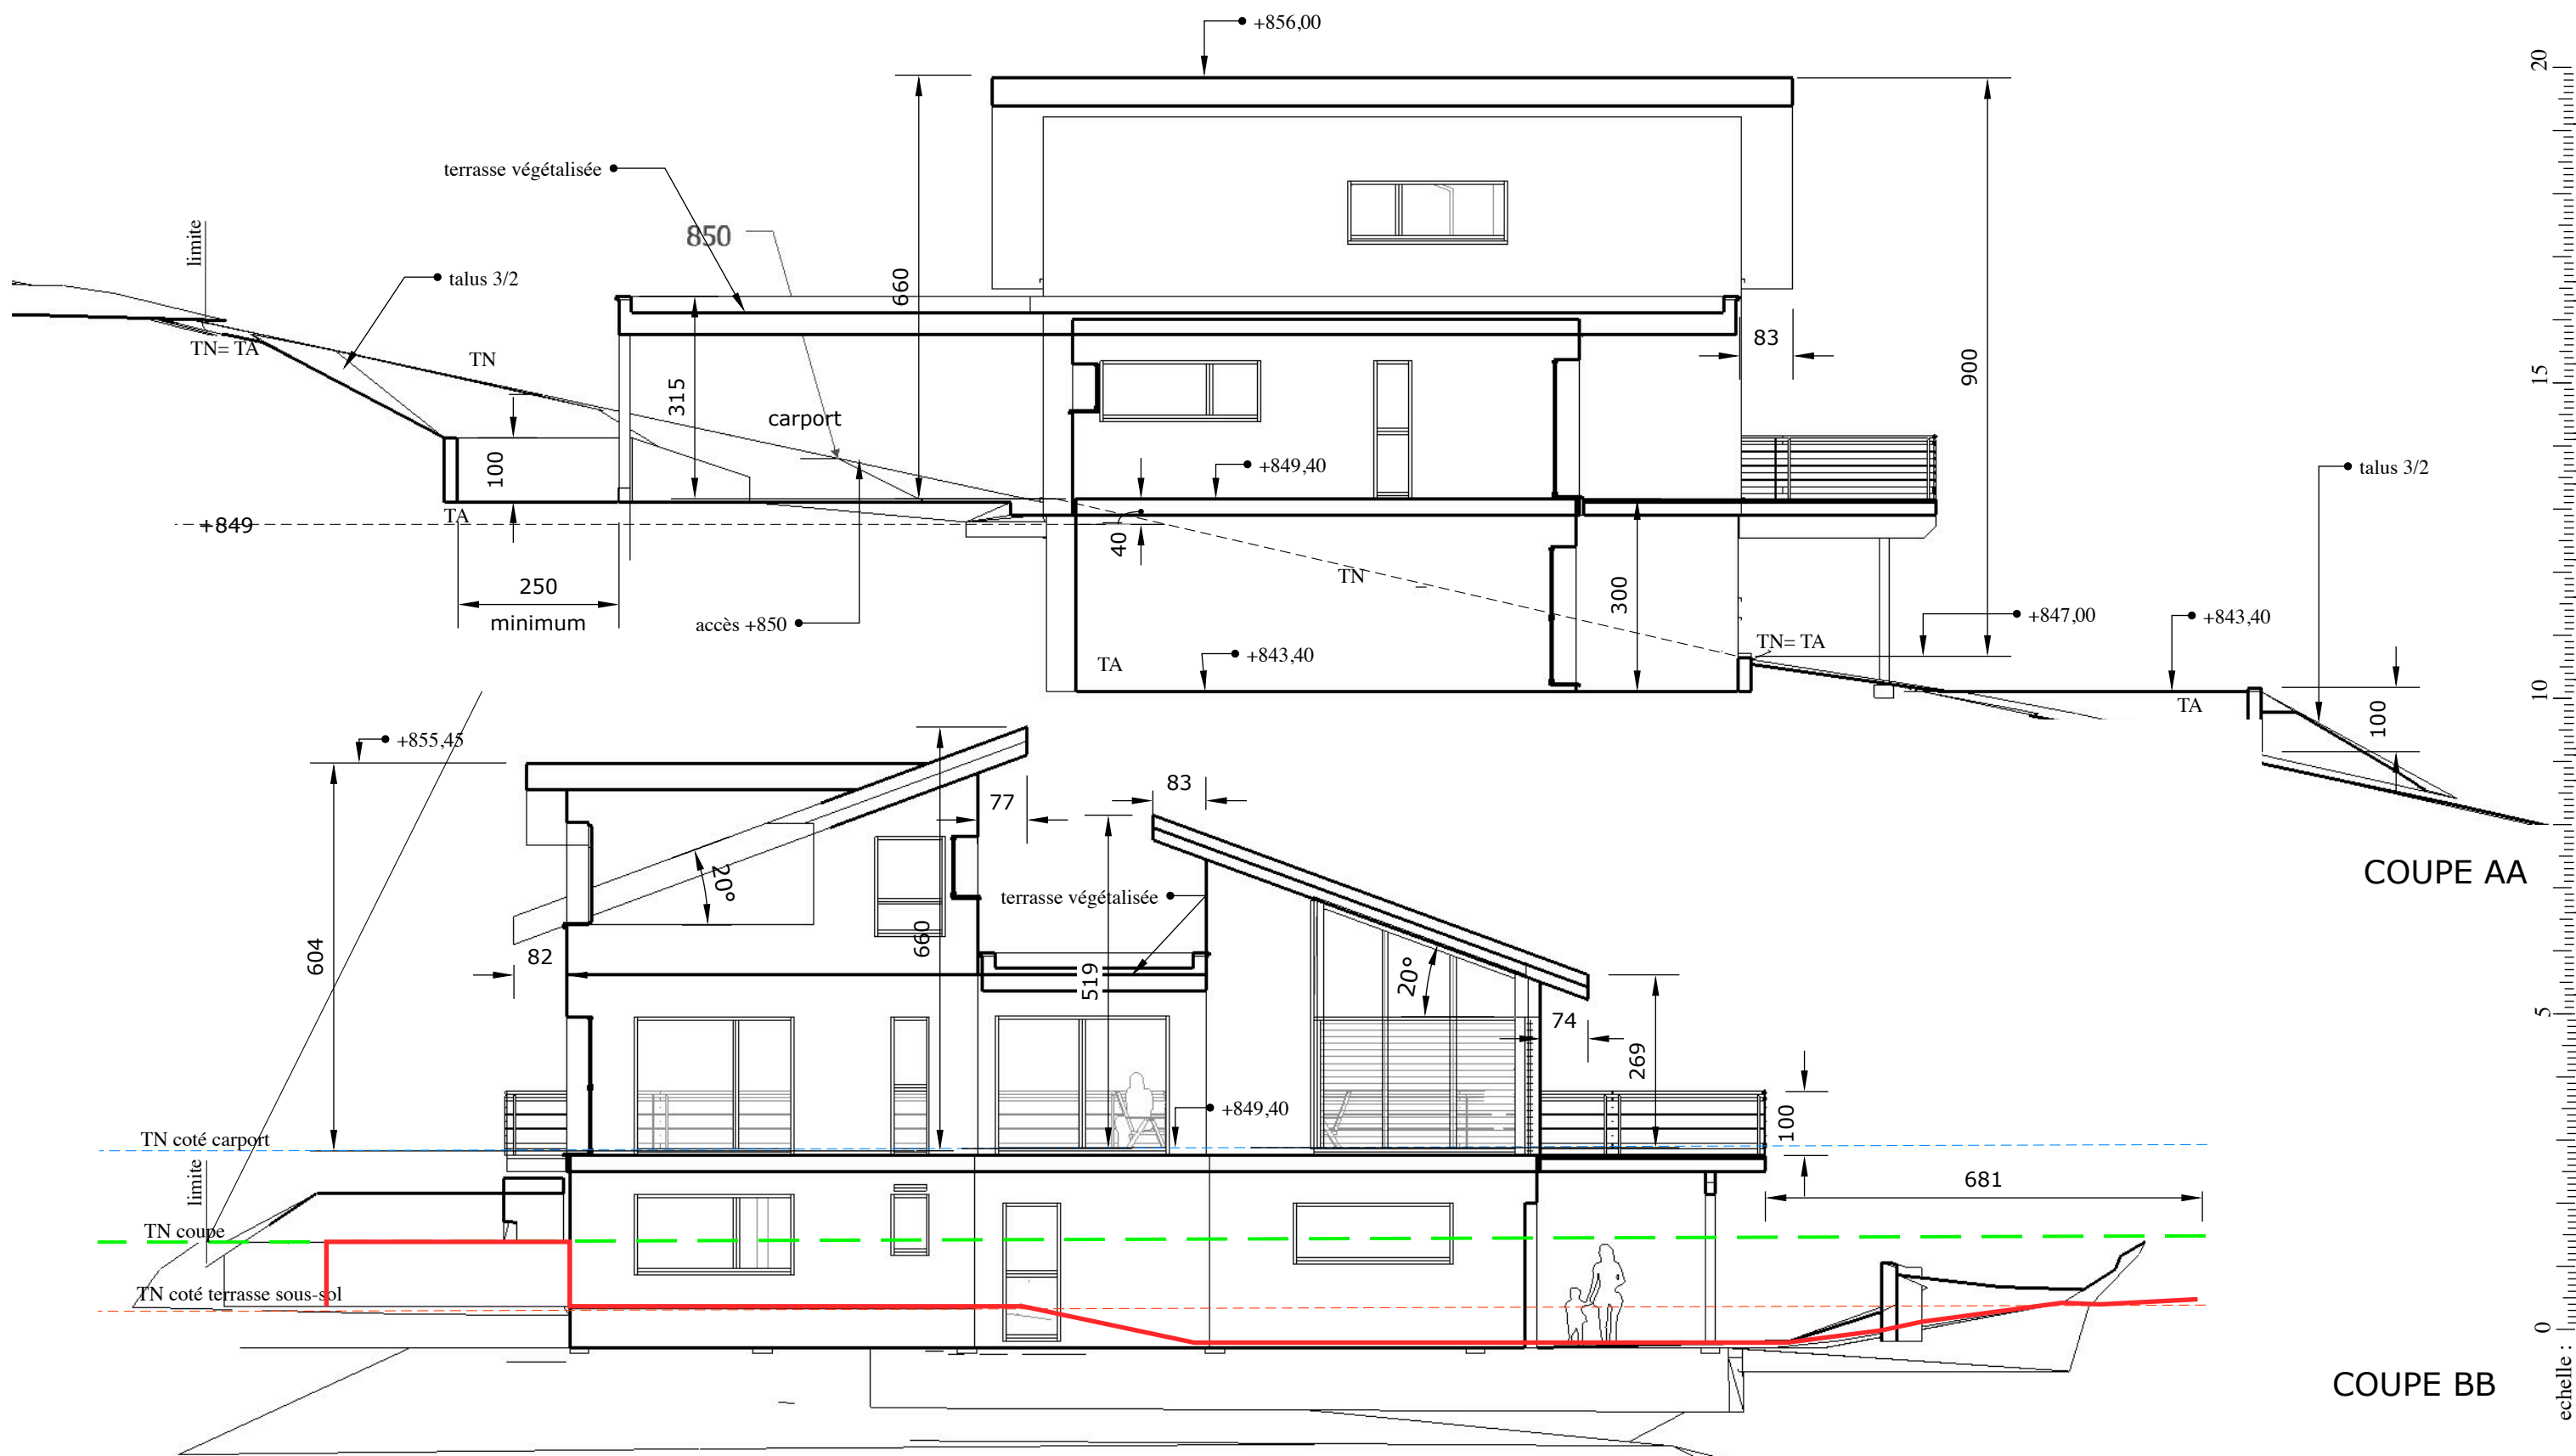 +856,00
20
terrasse végétalisée
limite
850
talus 3/2
660
83
TN= TA
TN
315
900
15
carport
100
+849,40
talus 3/2
TA
+849
40
TN
250
minimum
300
accès +850
+847,00
+843,40
TN= TA
TA
+843,40
10
TA
100
+855,45
77
83
COUPE AA
20°
terrasse végétalisée
604
660
82
519
20°
74
269
5
+849,40
TN coté carport
100
limite
681
TN coupe
TN coté terrasse sous-sol
0
echelle :
COUPE BB